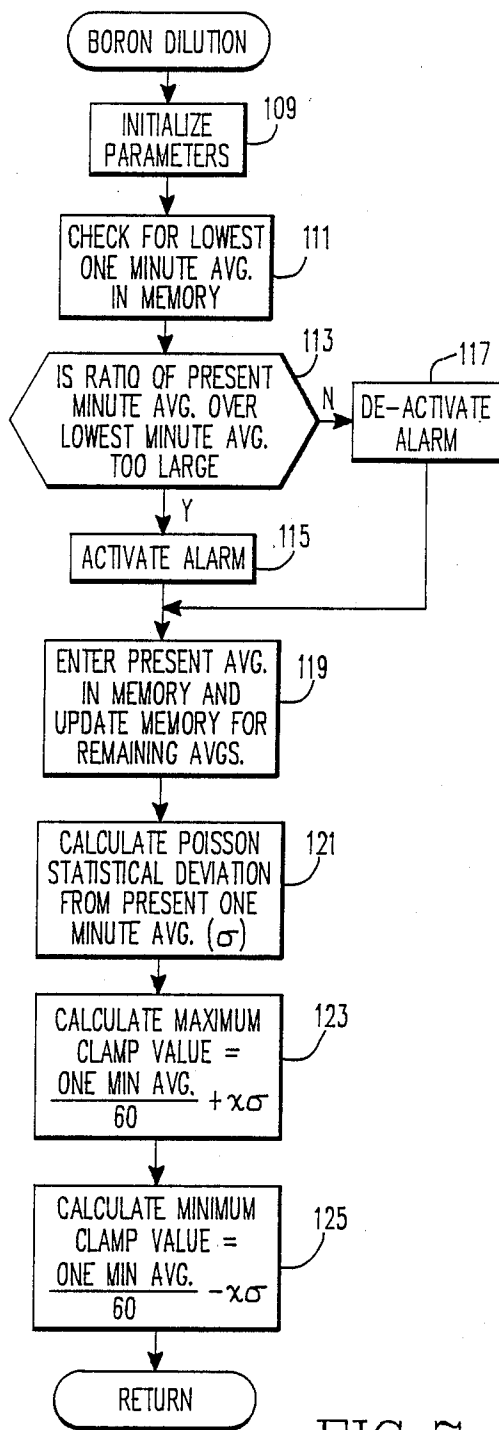 BORON DILUTION
109
INITIALIZE
PARAMETERS
111
CHECK FOR LOWEST
ONE MINUTE AVG.
IN MEMORY
113
IS RATIO OF PRESENT
MINUTE AVG. OVER
LOWEST MINUTE AVG.
TOO LARGE
N
117
DE-ACTIVATE
ALARM
Y
115
ACTIVATE ALARM
119
ENTER PRESENT AVG.
IN MEMORY AND
UPDATE MEMORY FOR
REMAINING AVGS.
121
CALCULATE POISSON
STATISTICAL DEVIATION
FROM PRESENT ONE
MINUTE AVG. (σ)
123
CALCULATE MAXIMUM
CLAMP VALUE =
ONE MIN AVG.
60 +xσ
125
CALCULATE MINIMUM
CLAMP VALUE =
ONE MIN AVG.
60 -xσ
RETURN